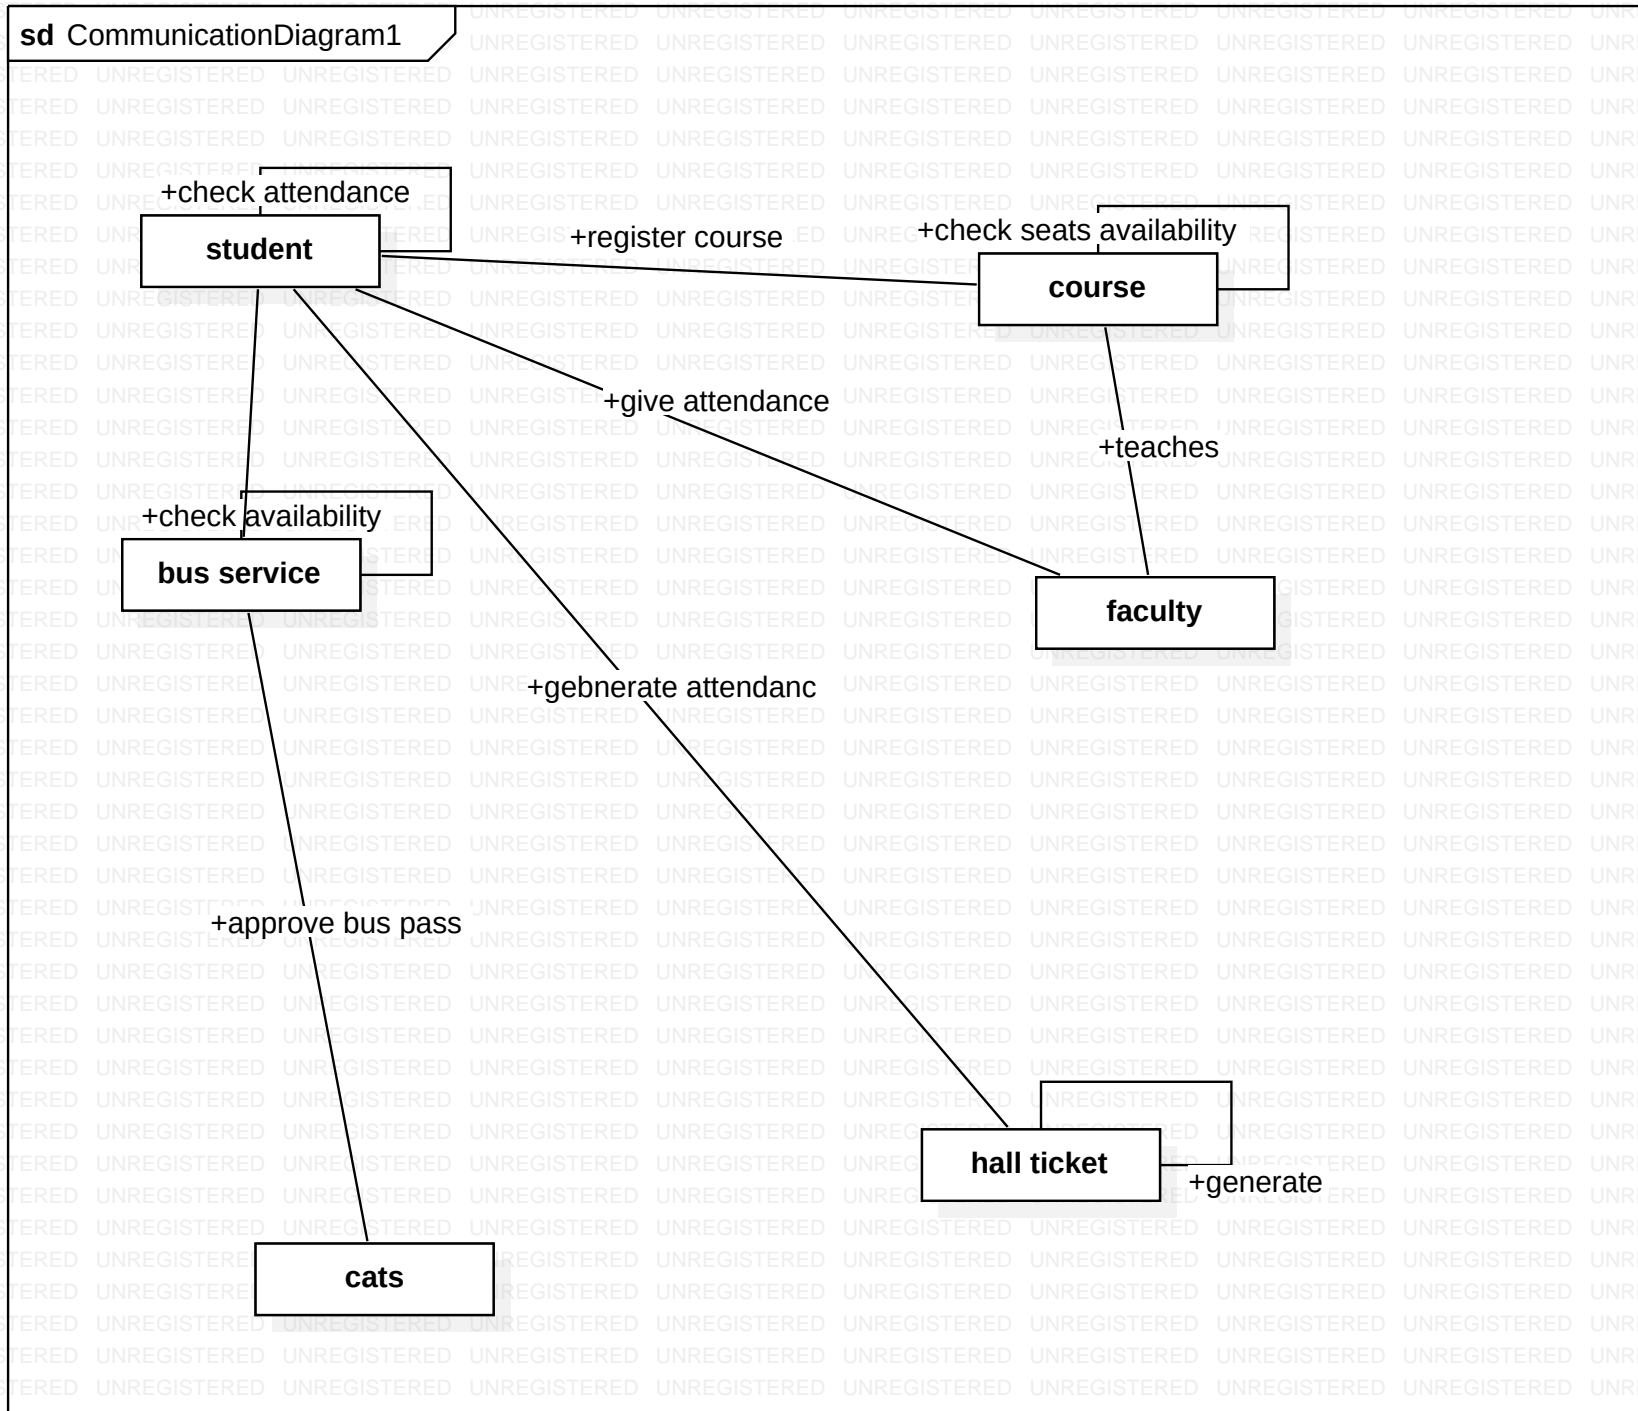 sd CommunicationDiagram1
+check attendance
student
+register course
+check seats availability
course
+give attendance
+teaches
+check availability
bus service
faculty
+gebnerate attendanc
+approve bus pass
hall ticket
+generate
cats
UNREGISTERED